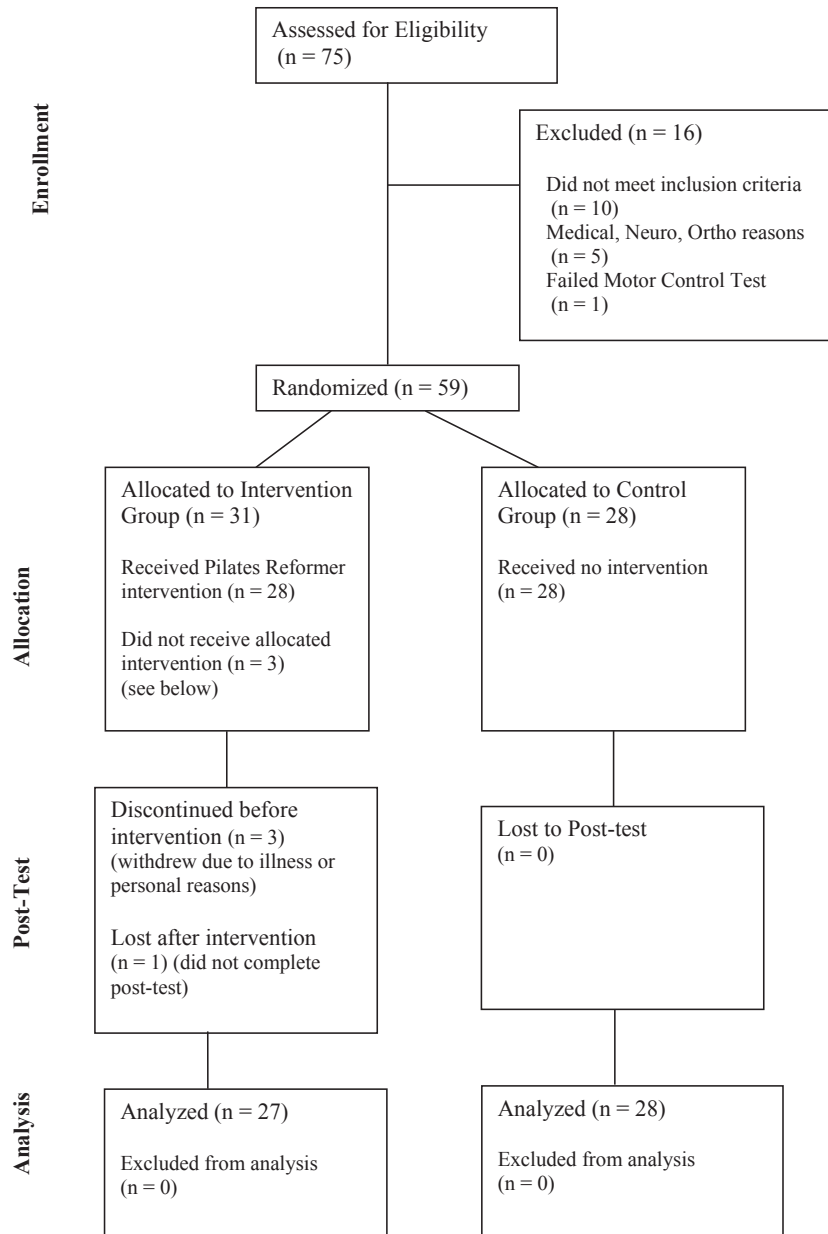 Assessed for Eligibility
(n = 75)
Enrollment
Excluded (n = 16)
Did not meet inclusion criteria
(n = 10)
Medical, Neuro, Ortho reasons
(n = 5)
Failed Motor Control Test
(n = 1)
Randomized (n = 59)
Allocation
Allocated to Intervention
Group (n = 31)
Received Pilates Reformer
intervention (n = 28)
Did not receive allocated
intervention (n = 3)
(see below)
Allocated to Control
Group (n = 28)
Received no intervention
(n = 28)
Post-Test
Discontinued before
intervention (n = 3)
(withdrew due to illness or
personal reasons)
Lost after intervention
(n = 1) (did not complete
post-test)
Lost to Post-test
(n = 0)
Analysis
Analyzed (n = 27)
Excluded from analysis
(n = 0)
Analyzed (n = 28)
Excluded from analysis
(n = 0)